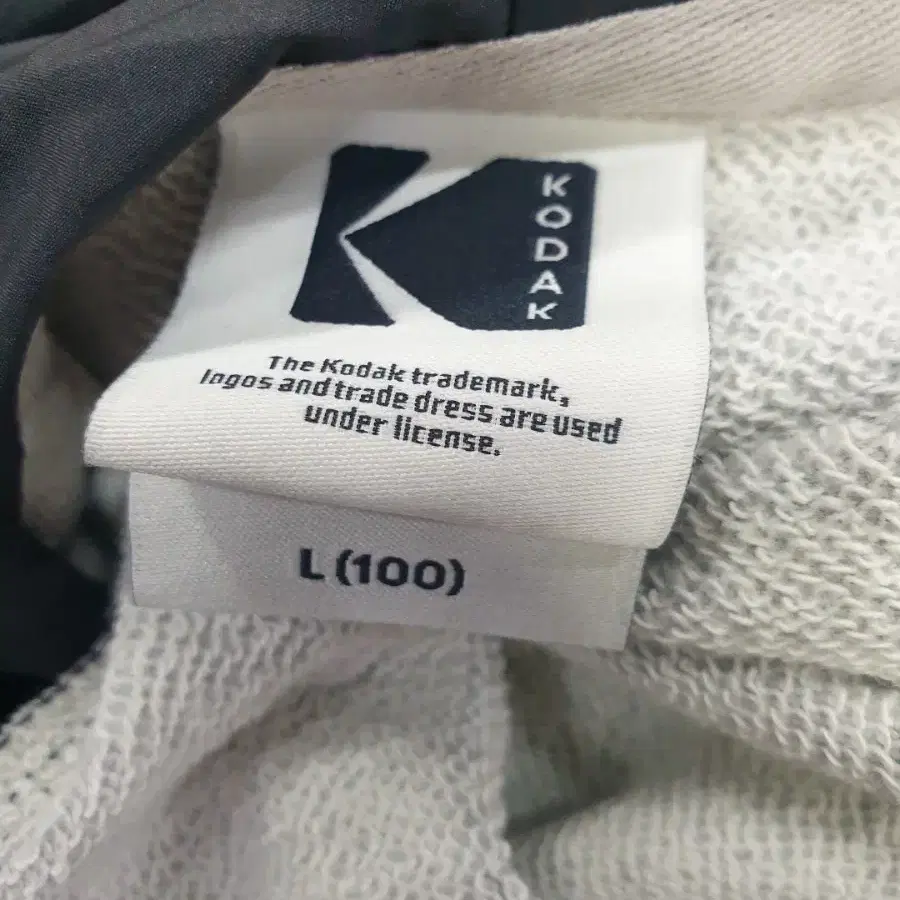 KODAK
The Kodak trademark,
logos and trade dress are used
under license.
L (100)